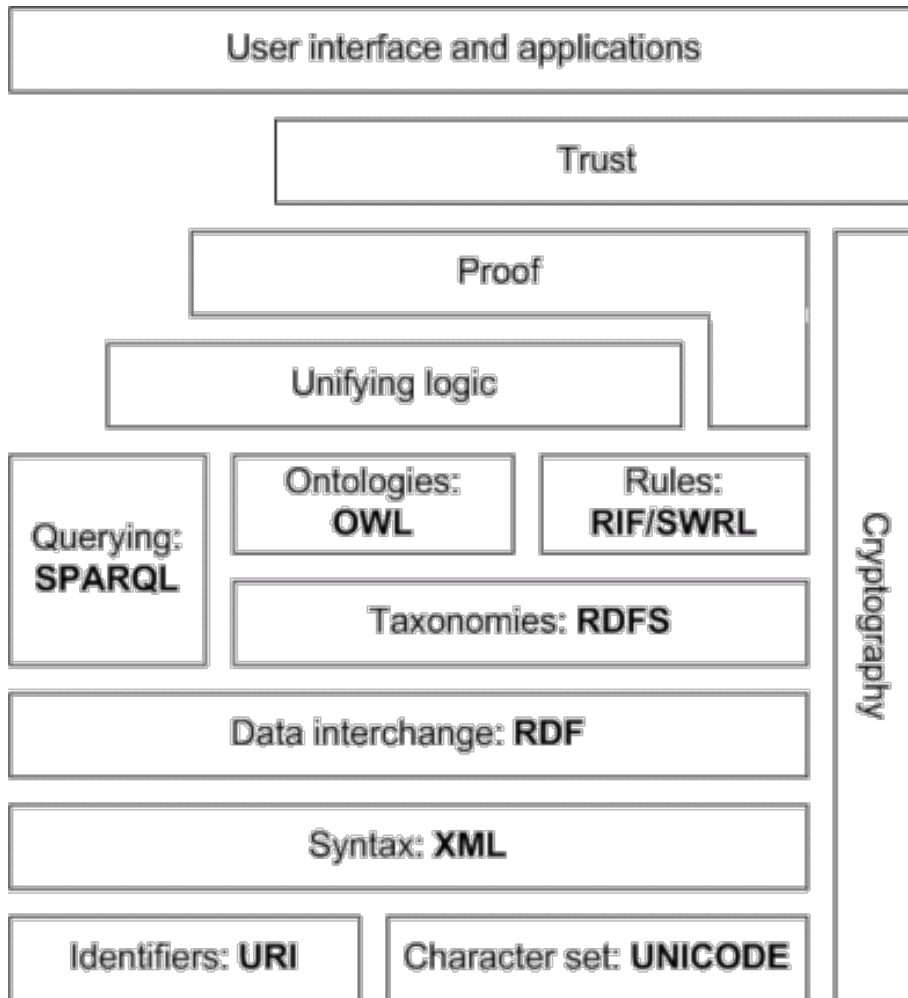 User interface and applications
Trust
Proof
Unifying logic
Ontologies:
OWL
Rules:
RIF/SWRL
Querying:
SPARQL
Taxonomies: RDFS
Cryptography
Data interchange: RDF
Syntax: XML
Identifiers: URI
Character set: UNICODE